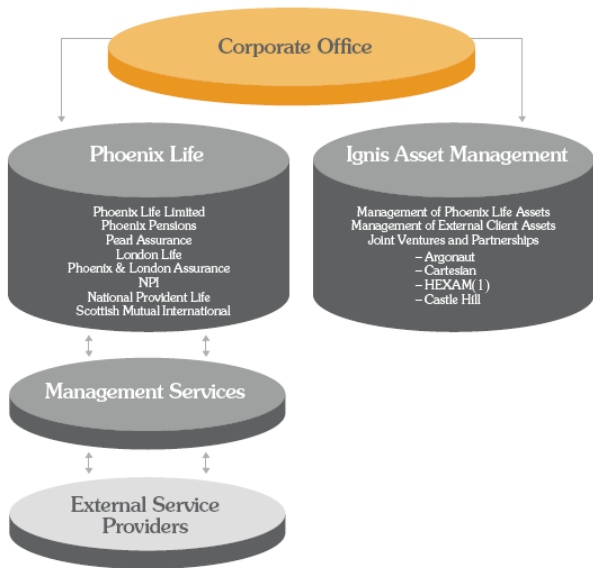 Corporate Office
Phoenix Life
Phoenix Life Limited
Phoenix Pensions
Pearl Assurance
London Life
Phoenix & London Assurance
NPI
National Provident Life
Scottish Mutual International
Ignis Asset Management
Management of Phoenix Life Assets
Management of External Client Assets
Joint Ventures and Partnerships
– Argonaut
– Cartesian
– HEXAM(1)
– Castle Hill
Management Services
External Service
Providers